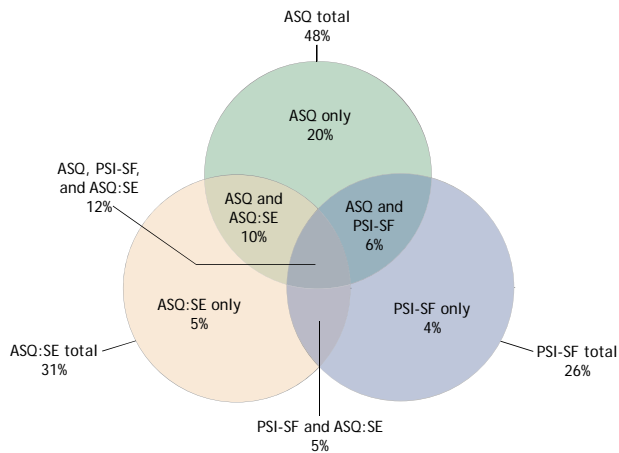 ASQ total
48%
ASQ only
20%
ASQ, PSI-SF,
and ASQ:SE
12%
ASQ and
ASQ:SE
10%
ASQ and
PSI-SF
6%
ASQ:SE only
5%
PSI-SF only
4%
ASQ:SE total
31%
PSI-SF total
26%
PSI-SF and ASQ:SE
5%